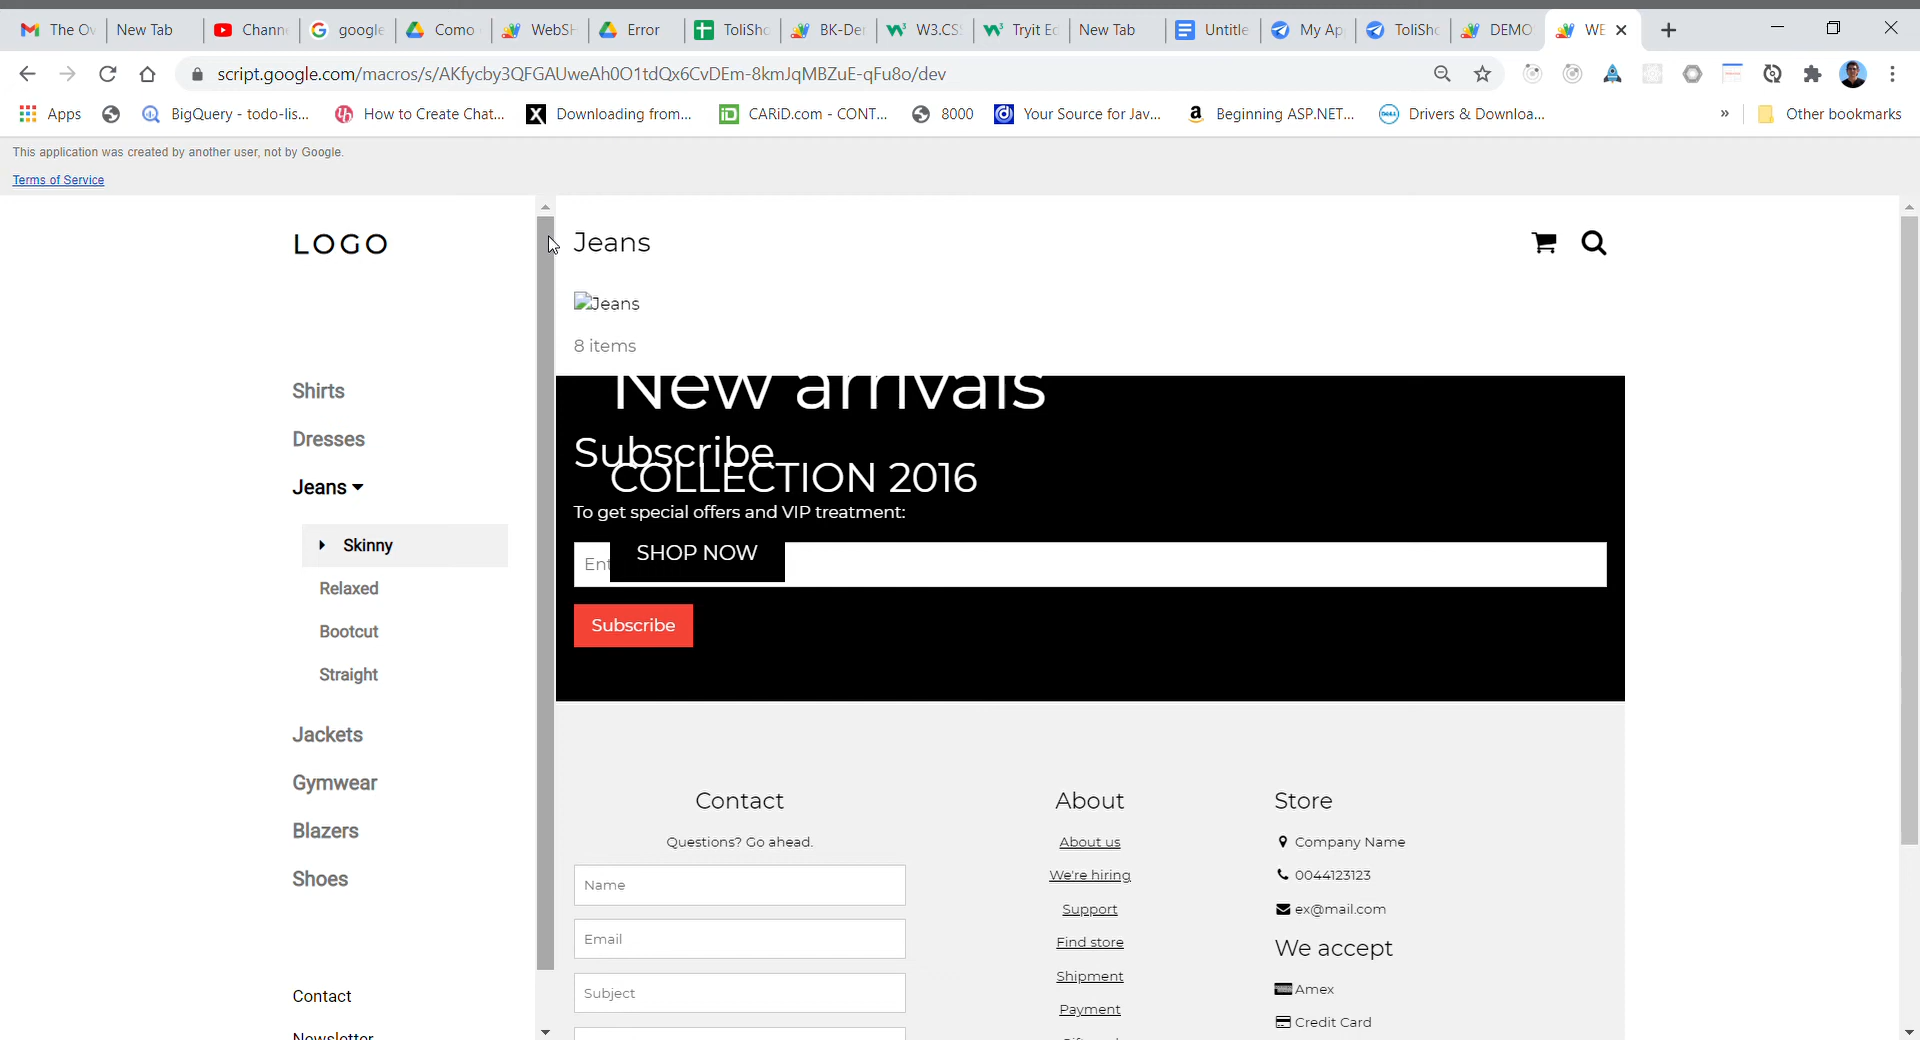 The Ov
New Tab
Chann
google
Como
WebSH
Error
ToliSho
BK-Der
W3.CSS
Tryit Ec
New Tab
Untitle
My Ap
ToliSho
DEMO
WE
script.google.com/macros/s/AKfycby3QFGAUweAh0O1tdQx6CvDEm-8kmJqMBZuE-qFu8o/dev
Apps
BigQuery - todo-lis...
How to Create Chat...
Downloading from...
CARiD.com - CONT...
8000
Your Source for Jav...
Beginning ASP.NET...
Drivers & Downloa...
»
Other bookmarks
This application was created by another user, not by Google.
Terms of Service
LOGO
Shirts
Dresses
Jeans
Skinny
Relaxed
Bootcut
Straight
Jackets
Gymwear
Blazers
Shoes
Contact
Newsletter
Jeans
Jeans
8 items
New arrivals
Subscribe
COLLECTION 2016
To get special offers and VIP treatment:
Ent
SHOP NOW
Subscribe
Contact
Questions? Go ahead.
Name
Email
Subject
About
About us
We're hiring
Support
Find store
Shipment
Payment
Store
Company Name
0044123123
ex@mail.com
We accept
Amex
Credit Card